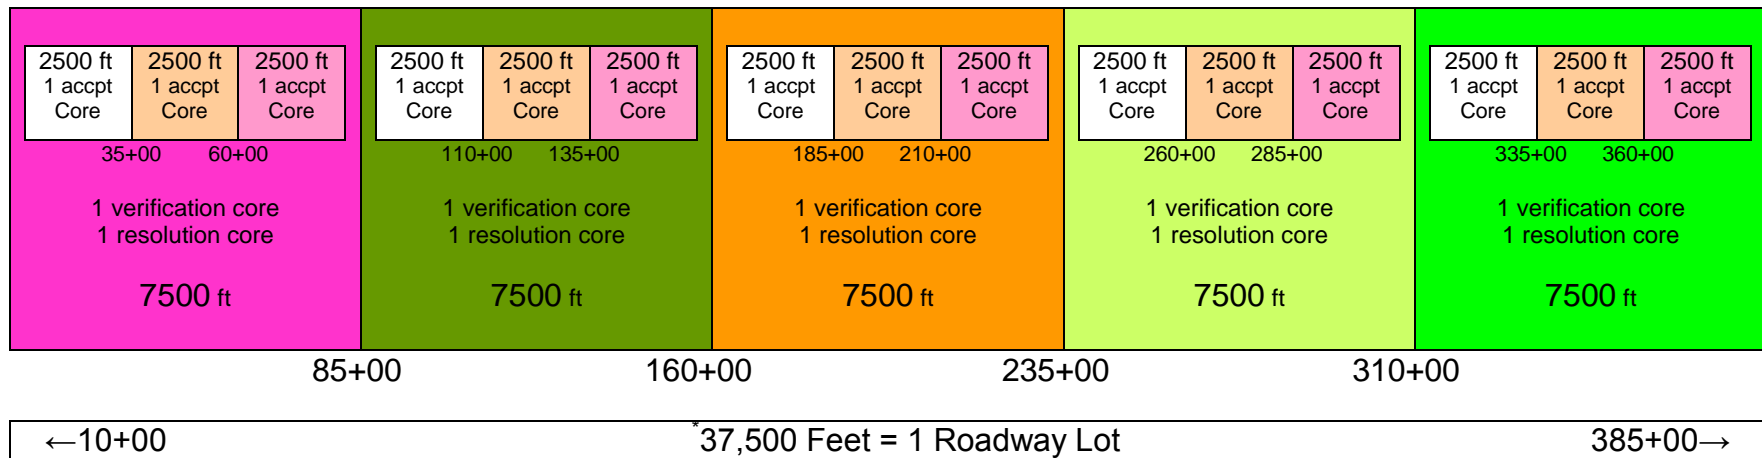 2500 ft 2500 ft 2500 ft 2500 ft 2500 ft 2500 ft 2500 ft 2500 ft 2500 ft 2500 ft 2500 ft 2500 ft 2500 ft 2500 ft 2500 ft
1 accpt 1 accpt 1 accpt 1 accpt 1 accpt 1 accpt 1 accpt 1 accpt 1 accpt 1 accpt 1 accpt 1 accpt 1 accpt 1 accpt 1 accpt
Core Core Core Core Core Core Core Core Core Core Core Core Core Core Core
35+00 60+00 110+00 135+00 185+00 210+00 260+00 285+00 335+00 360+00
1 verification core 1 verification core 1 verification core 1 verification core 1 verification core
1 resolution core 1 resolution core 1 resolution core 1 resolution core 1 resolution core
7500 ft 7500 ft 7500 ft 7500 ft 7500 ft
85+00 160+00 235+00 310+00
←10+00 *37,500 Feet = 1 Roadway Lot 385+00→